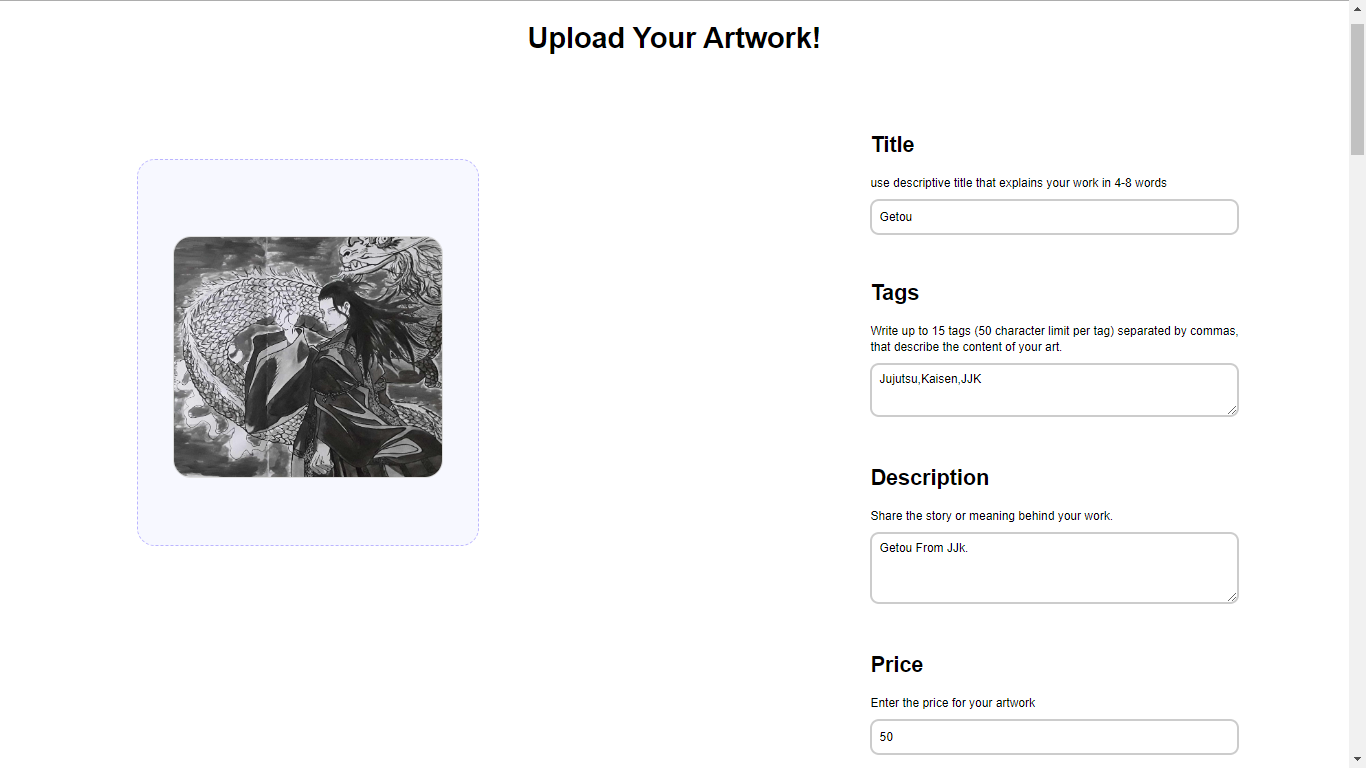 Upload Your Artwork!
Title
use descriptive title that explains your work in 4-8 words
Getou
Tags
Write up to 15 tags (50 character limit per tag) separated by commas,
that describe the content of your art.
Jujutsu,Kaisen,JJK
Description
Share the story or meaning behind your work.
Getou From JJk.
Price
Enter the price for your artwork
50